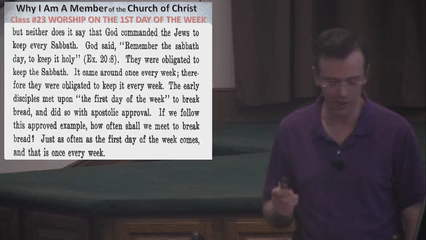 Why I Am A Member of the Church of Christ
Class #23 WORSHIP ON THE 1ST DAY OF THE WEEK
but neither does it say that God commanded the Jews to
keep every Sabbath. God said, "Remember the sabbath
day, to keep it holy" (Ex. 20:8). They were obligated to
keep the Sabbath. It came around once every week; there-
fore they were obligated to keep it every week. The early
disciples met upon "the first day of the week" to break
bread, and did so with apostolic approval. If we follow
this approved example, how often shall we meet to break
bread? Just as often as the first day of the week comes,
and that is once every week.